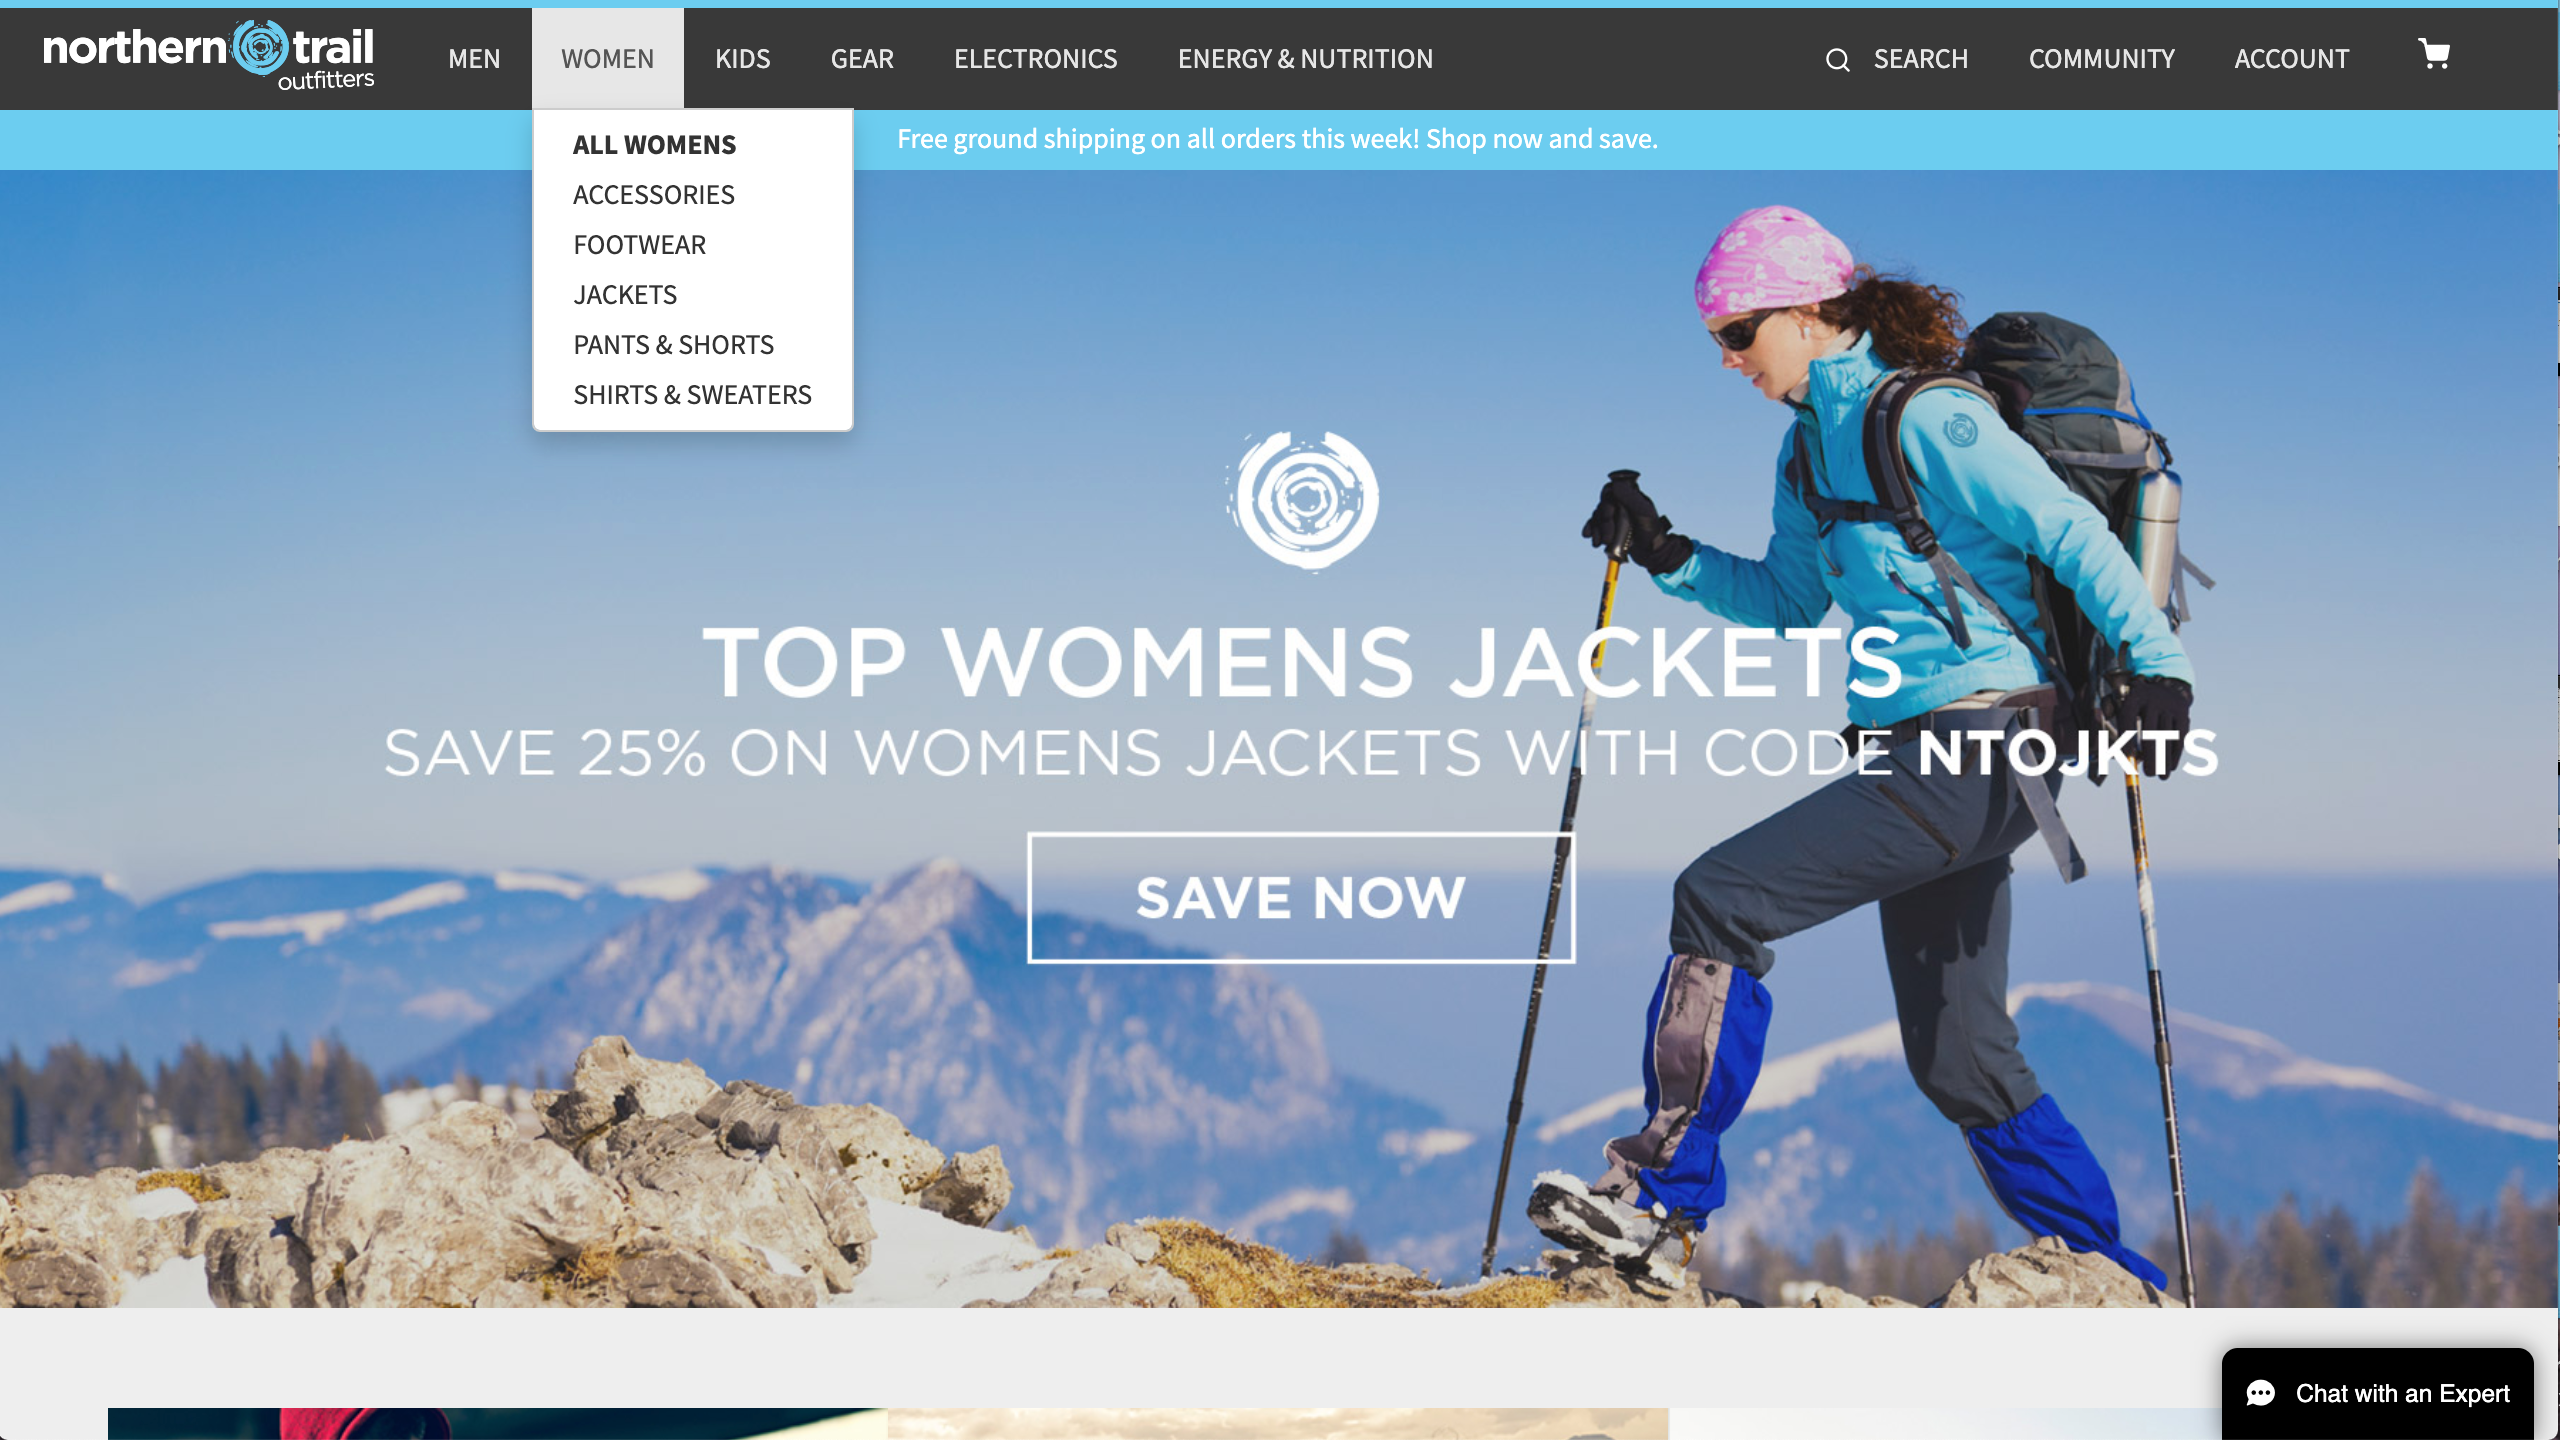 northern trail
outfitters
MEN
WOMEN
KIDS
GEAR
ELECTRONICS
ENERGY & NUTRITION
SEARCH
COMMUNITY
ACCOUNT
Free ground shipping on all orders this week! Shop now and save.
ALL WOMENS
ACCESSORIES
FOOTWEAR
JACKETS
PANTS & SHORTS
SHIRTS & SWEATERS
TOP WOMENS JACKETS
SAVE 25% ON WOMENS JACKETS WITH CODE NTOJKTS
SAVE NOW
Chat with an Expert